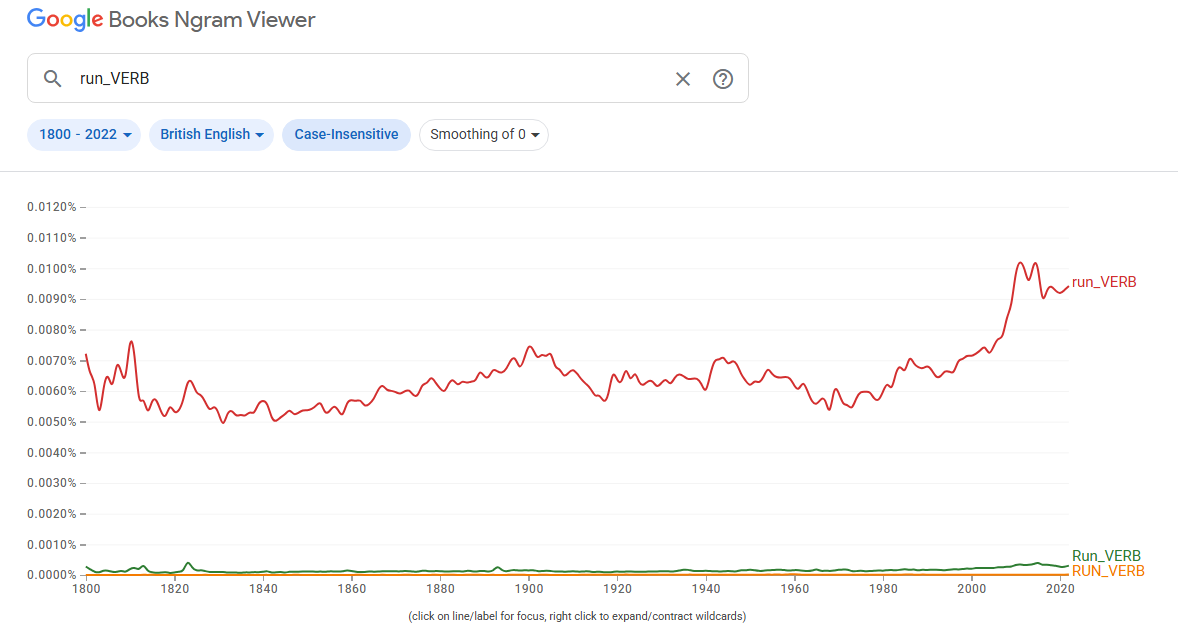 Google Books Ngram Viewer
run_VERB
1800 - 2022 British English Case-Insensitive Smoothing of 0
0.0120%
0.0110%
0.0100%
0.0090%
0.0080%
0.0070%
0.0060%
0.0050%
0.0040%
0.0030%
0.0020%
0.0010%
0.0000%
run_VERB
Run_VERB
RUN_VERB
1800 1820 1840 1860 1880 1900 1920 1940 1960 1980 2000 2020
(click on line/label for focus, right click to expand/contract wildcards)